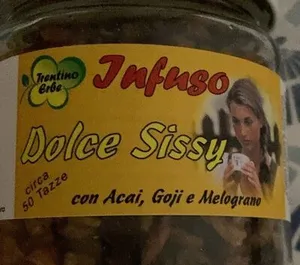 Trentino
Erbe
Infuso
Dolce Sissy
circa
50 Tazze
con Acai, Goji e Melograno